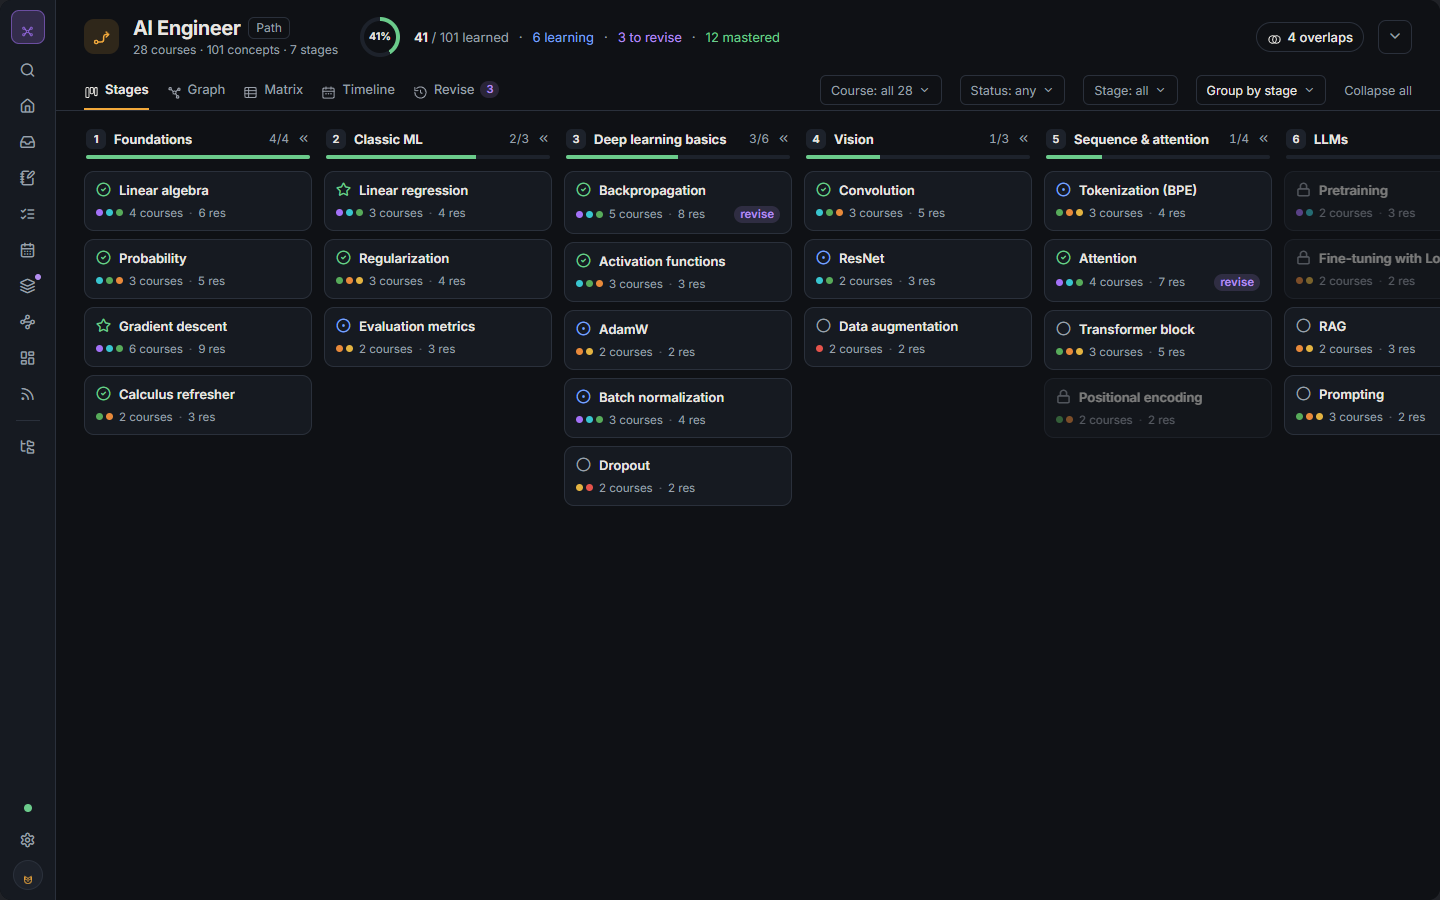 AI Engineer Path
28 courses · 101 concepts · 7 stages
41%
41 / 101 learned · 6 learning · 3 to revise · 12 mastered
4 overlaps
Stages Graph Matrix Timeline Revise 3
Course: all 28 Status: any Stage: all Group by stage Collapse all
1 Foundations 4/4
Linear algebra
4 courses · 6 res
Probability
3 courses · 5 res
Gradient descent
6 courses · 9 res
Calculus refresher
2 courses · 3 res
2 Classic ML 2/3
Linear regression
3 courses · 4 res
Regularization
3 courses · 4 res
Evaluation metrics
2 courses · 3 res
3 Deep learning basics 3/6
Backpropagation
5 courses · 8 res revise
Activation functions
3 courses · 3 res
AdamW
2 courses · 2 res
Batch normalization
3 courses · 4 res
Dropout
2 courses · 2 res
4 Vision 1/3
Convolution
3 courses · 5 res
ResNet
2 courses · 3 res
Data augmentation
2 courses · 2 res
5 Sequence & attention 1/4
Tokenization (BPE)
3 courses · 4 res
Attention
4 courses · 7 res revise
Transformer block
3 courses · 5 res
Positional encoding
2 courses · 2 res
6 LLMs
Pretraining
2 courses · 3 res
Fine-tuning with Lo
2 courses · 2 res
RAG
2 courses · 3 res
Prompting
3 courses · 2 res